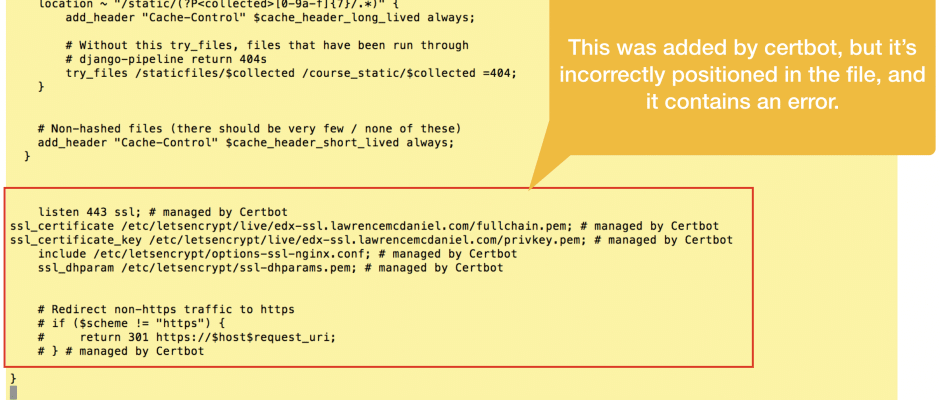 location ~ "/static/(?P<collected>[0-9a-f]{7}/.*)" {
add_header "Cache-Control" $cache_header_long_lived always;
# Without this try_files, files that have been run through
# django-pipeline return 404s
try_files /staticfiles/$collected /course_static/$collected =404;
}
# Non-hashed files (there should be very few / none of these)
add_header "Cache-Control" $cache_header_short_lived always;
}
This was added by certbot, but it’s
incorrectly positioned in the file, and
it contains an error.
listen 443 ssl; # managed by Certbot
ssl_certificate /etc/letsencrypt/live/edx-ssl.lawrencemcdaniel.com/fullchain.pem; # managed by Certbot
ssl_certificate_key /etc/letsencrypt/live/edx-ssl.lawrencemcdaniel.com/privkey.pem; # managed by Certbot
include /etc/letsencrypt/options-ssl-nginx.conf; # managed by Certbot
ssl_dhparam /etc/letsencrypt/ssl-dhparams.pem; # managed by Certbot
# Redirect non-https traffic to https
# if ($scheme != "https") {
#     return 301 https://$host$request_uri;
# } # managed by Certbot
}